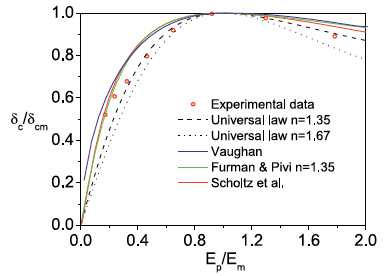 1.0
0.8
0.6
0.4
0.2
0.0
δc/δcm
Experimental data
Universal law n=1.35
Universal law n=1,67
Vaughan
Furman & Pivi n=1.35
Scholtz et al.
0.0 0.4 0.8 1.2 1.6 2.0
Ep/Em